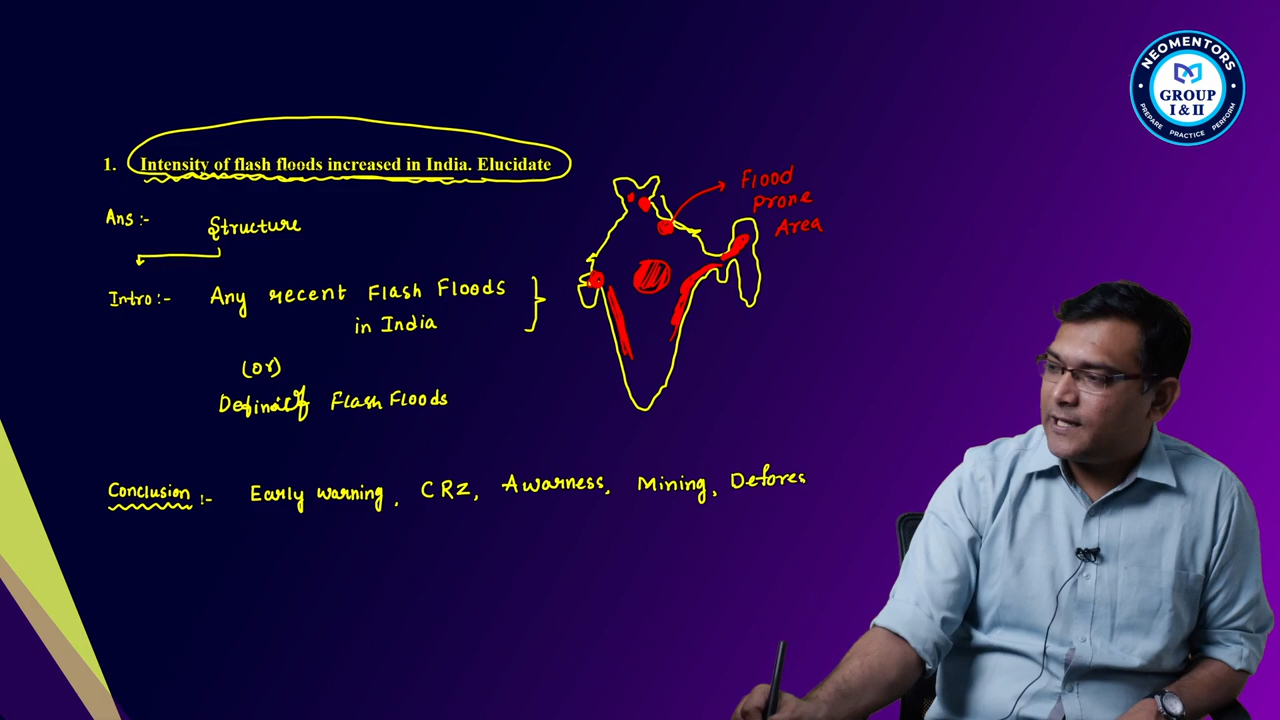 NEOMENTORS
GROUP
I & II
PREPARE PRACTICE PERFORM
1. Intensity of flash floods increased in India. Elucidate
Ans :- Structure
Intro :- Any recent Flash Floods
in India
(or)
Flash Floods
Flood
Prone
Area
Conclusion :- Early warning, CRZ, Awarness, Mining, Defores